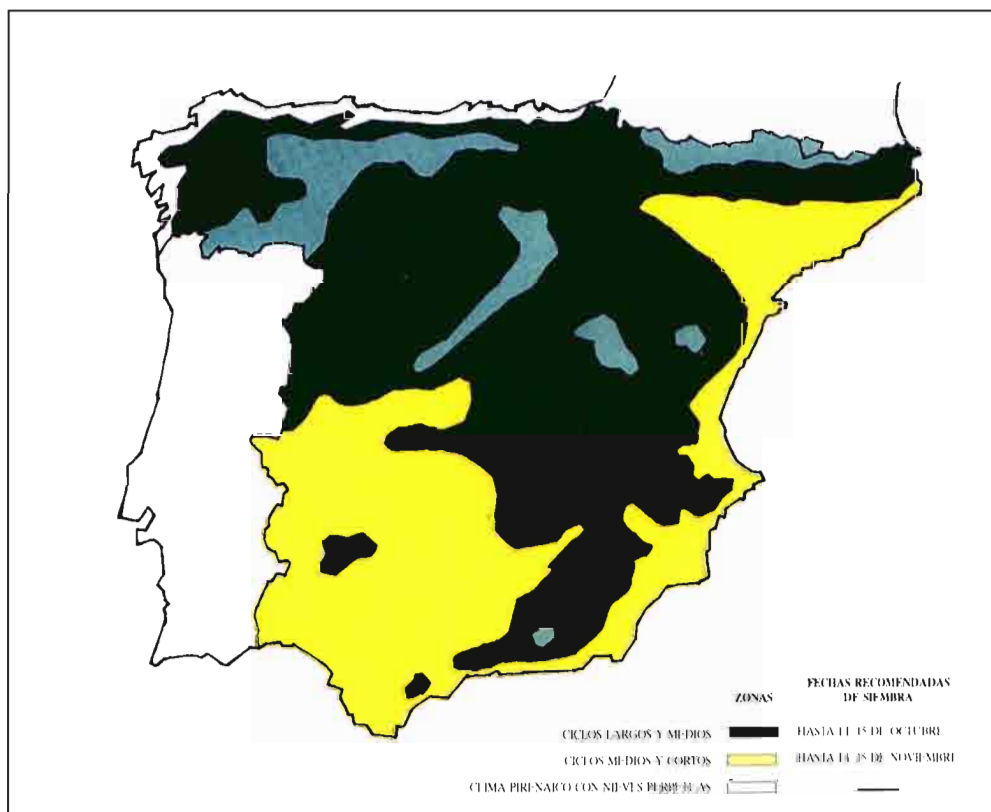 ZONAS
FECHAS RECOMENDADAS
DE SIEMBRA
CICLOS LARGOS Y MEDIOS HASTA EL 15 DE OCTUBRE
CICLOS MEDIOS Y CORTOS HASTA EL 15 DE NOVIEMBRE
CLIMA PIRENAICO CON NIEVES PERPETUAS